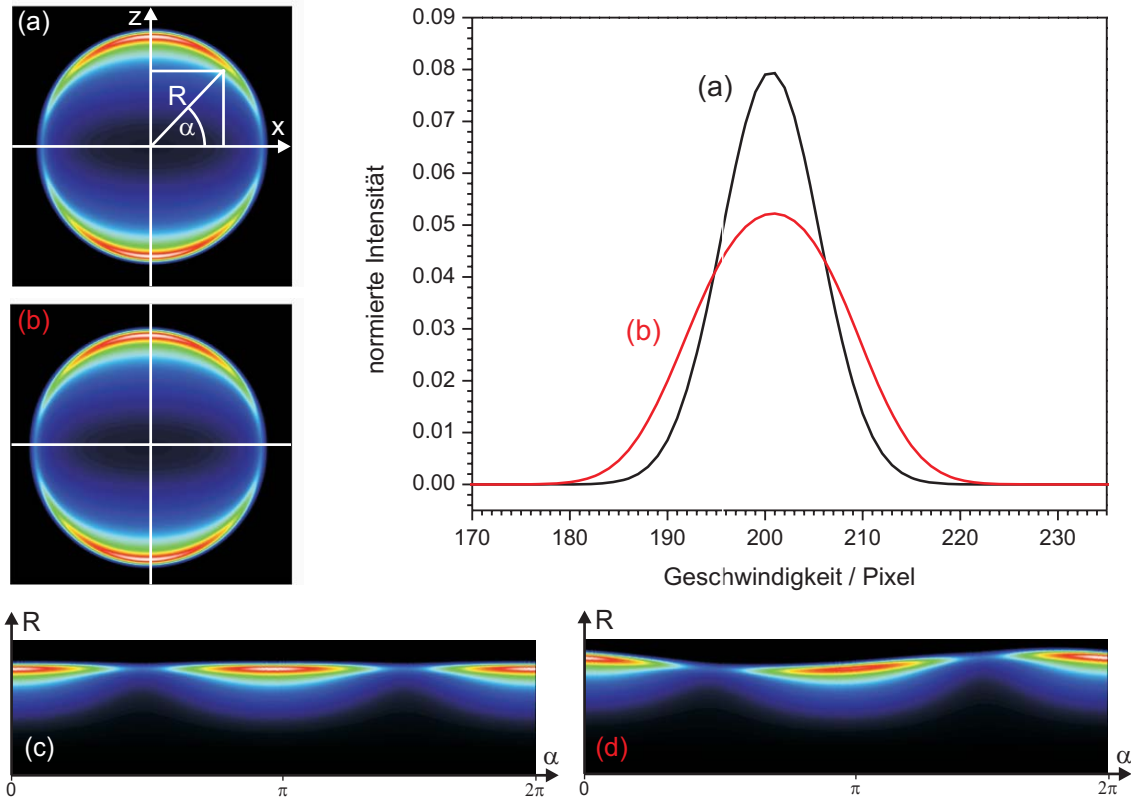 (a)
z
R
α
x
(b)
0.09
0.08
0.07
0.06
0.05
0.04
0.03
0.02
0.01
0.00
normierte Intensität
(a)
(b)
170
180
190
200
210
220
230
Geschwindigkeit / Pixel
R
(c)
α
0
π
2π
R
(d)
α
0
π
2π